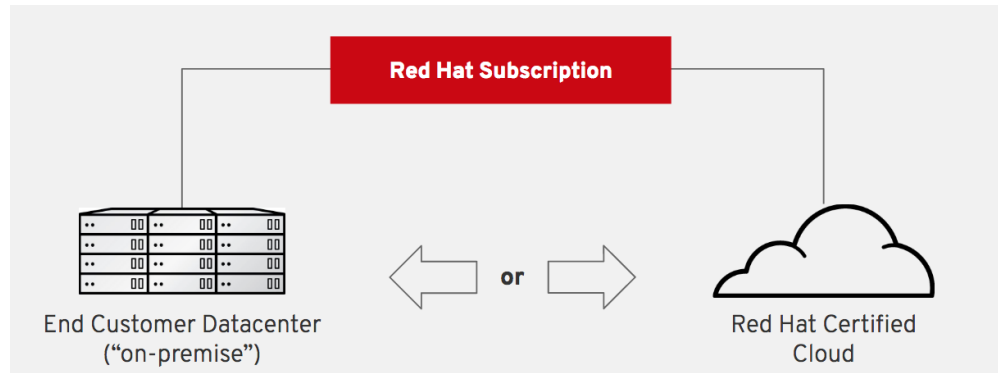 Red Hat Subscription
or
End Customer Datacenter
(“on-premise”)
Red Hat Certified
Cloud